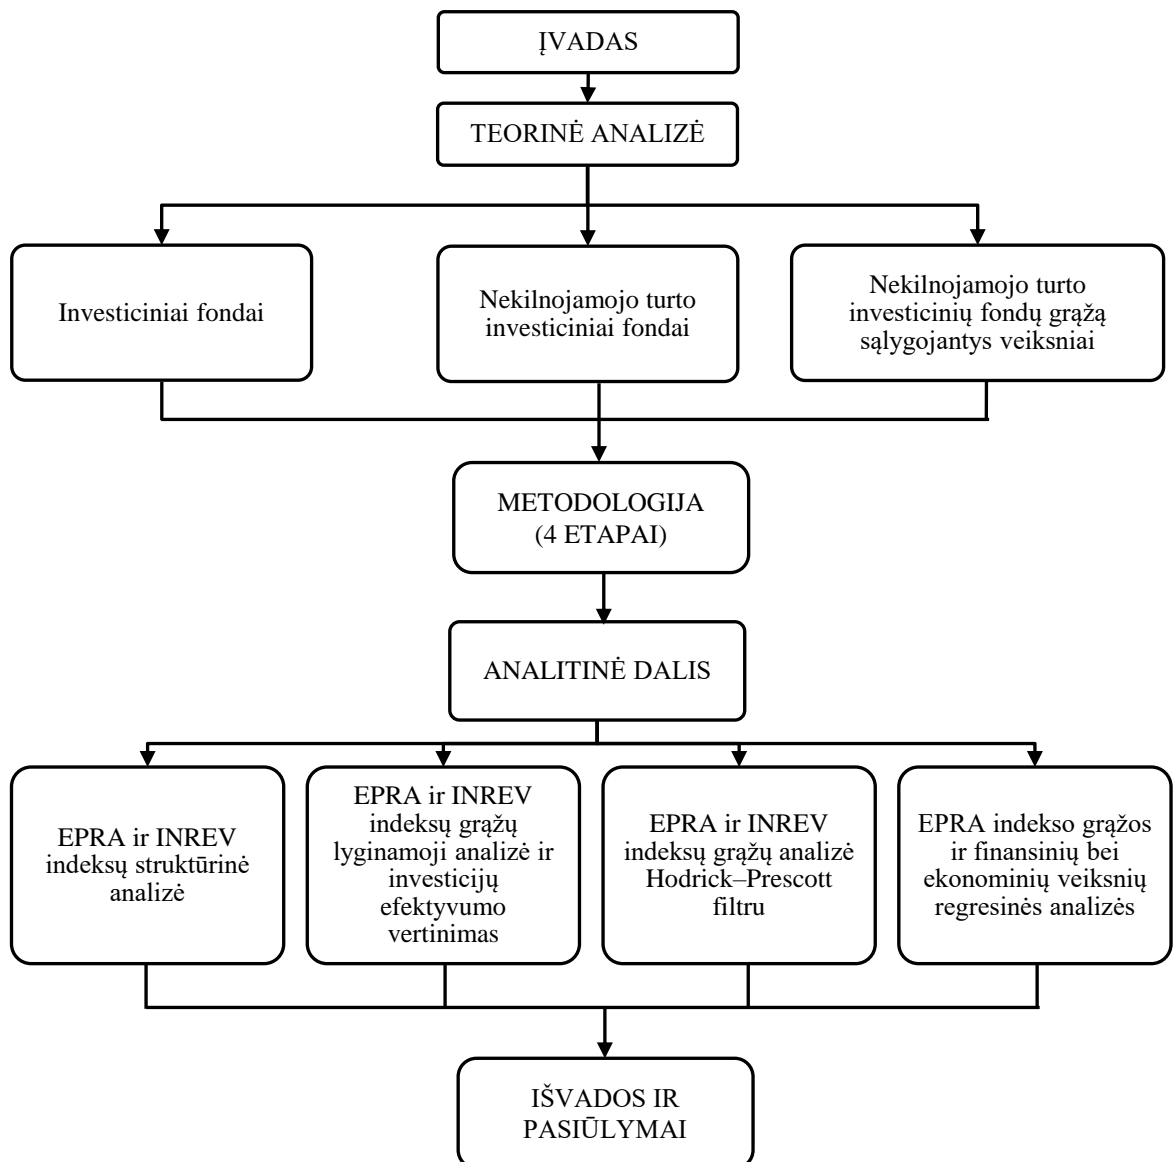 ĮVADAS
TEORINĖ ANALIZĖ
Investiciniai fondai
Nekilnojamojo turto
investiciniai fondai
Nekilnojamojo turto
investicinių fondų grąžą
sąlygojantys veiksniai
METODOLOGIJA
(4 ETAPAI)
ANALITINĖ DALIS
EPRA ir INREV
indeksų struktūrinė
analizė
EPRA ir INREV
indeksų grąžų
lyginamoji analizė ir
investicijų
efektyvumo
vertinimas
EPRA ir INREV
indeksų grąžų analizė
Hodrick–Prescott
filtru
EPRA indekso grąžos
ir finansinių bei
ekonominių veiksnių
regresinės analizės
IŠVADOS IR
PASIŪLYMAI